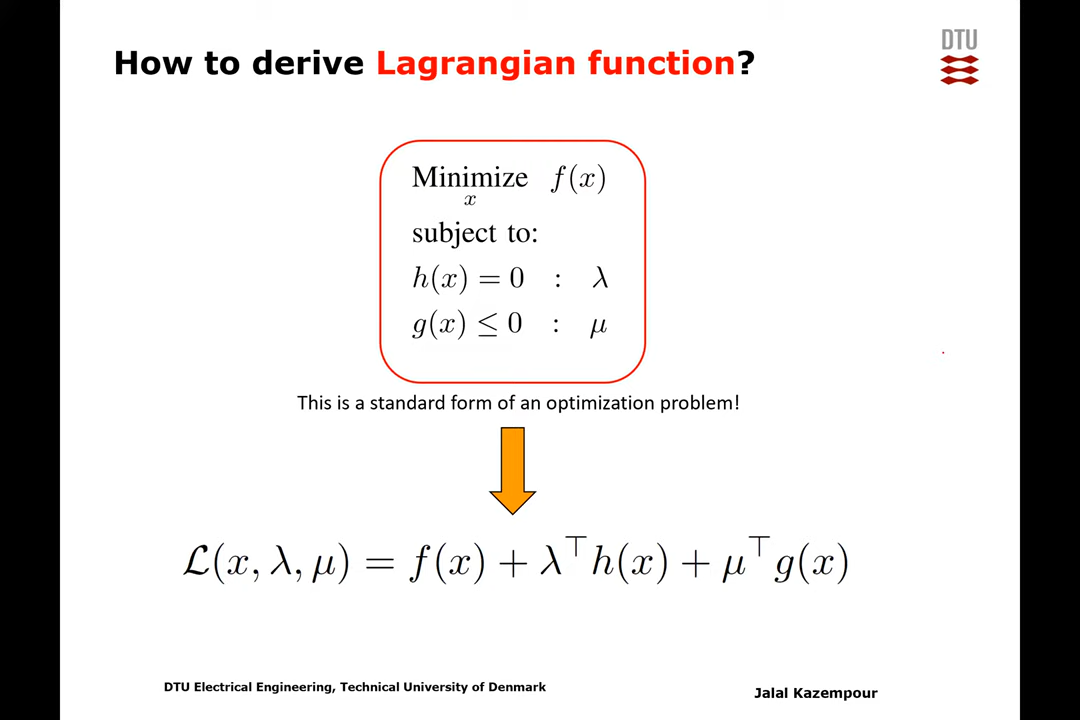 How to derive Lagrangian function?
DTU
Minimize f(x)
x
subject to:
h(x) = 0 : λ
g(x) ≤ 0 : μ
This is a standard form of an optimization problem!
ℒ(x, λ, μ) = f(x) + λ⊤h(x) + μ⊤g(x)
DTU Electrical Engineering, Technical University of Denmark
Jalal Kazempour